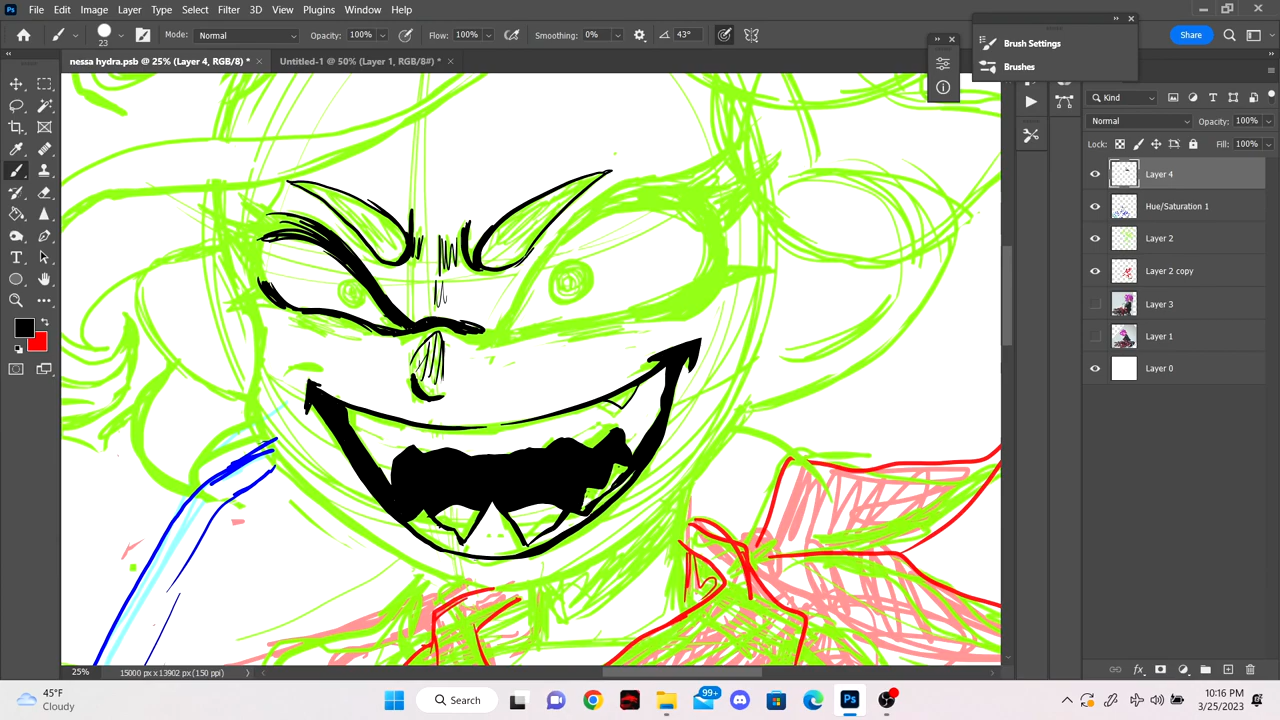 File Edit Image Layer Type Select Filter 3D View Plugins Window Help
23 Mode: Normal Opacity: 100% Flow: 100% Smoothing: 0% 43° Share
nessa hydra.psb @ 25% (Layer 4, RGB/8) * × Untitled-1 @ 50% (Layer 1, RGB/8#) * ×
Brush Settings
Brushes
Kind
Normal Opacity: 100%
Lock: Fill: 100%
Layer 4
Hue/Saturation 1
Layer 2
Layer 2 copy
Layer 3
Layer 1
Layer 0
25% 15000 px x 13902 px (150 ppi)
45°F
Cloudy
Search
99+
10:16 PM
3/25/2023